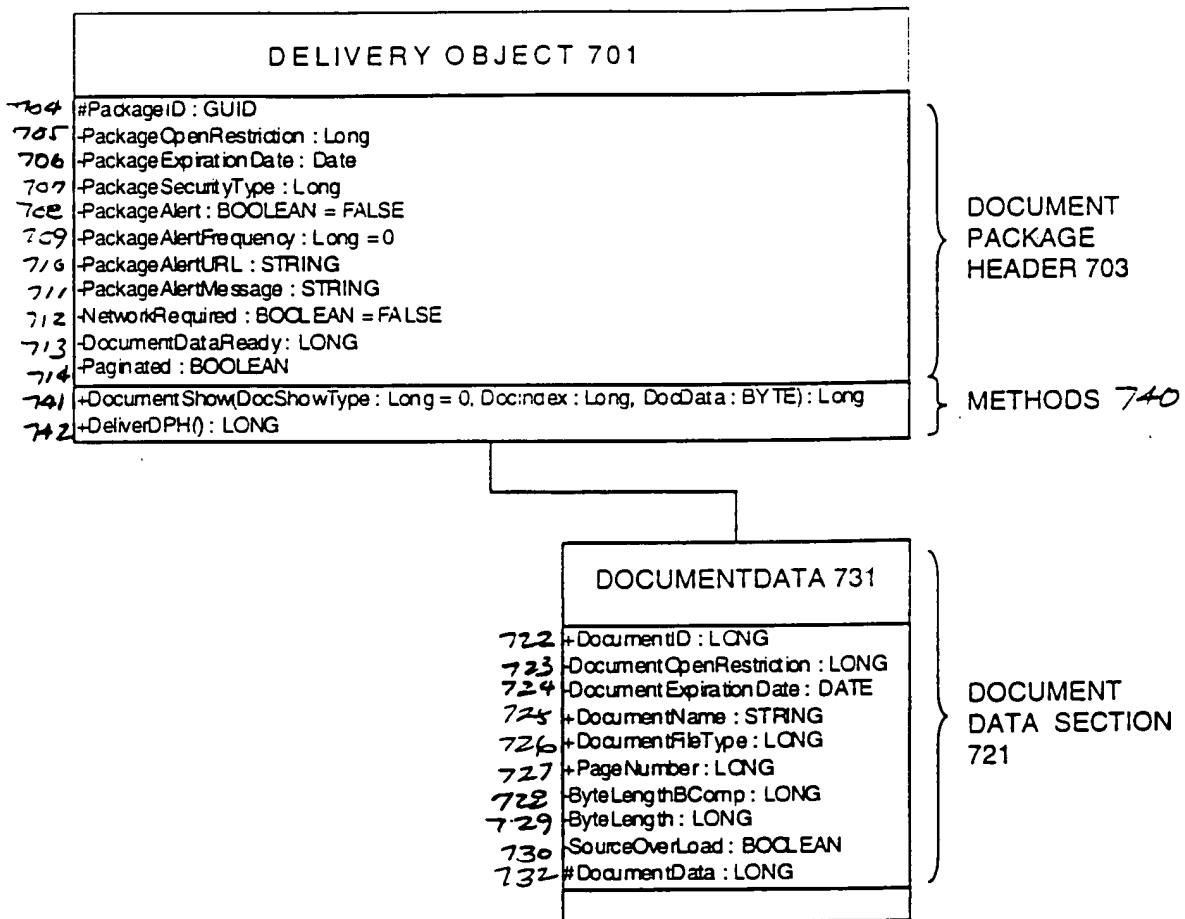 DELIVERY OBJECT 701
704 #PackageID : GUID
705 -PackageOpenRestriction : Long
706 -PackageExpirationDate : Date
707 -PackageSecurityType : Long
708 -PackageAlert : BOOLEAN = FALSE
709 -PackageAlertFrequency : Long = 0
710 -PackageAlertURL : STRING
711 -PackageAlertMessage : STRING
712 -NetworkRequired : BOOLEAN = FALSE
713 -DocumentDataReady : LONG
714 -Paginated : BOOLEAN
DOCUMENT
PACKAGE
HEADER 703
741 +DocumentShow(DocShowType : Long = 0, DocIndex : Long, DocData : BYTE) : Long
742 +DeliverDPH() : LONG
METHODS 740
DOCUMENTDATA 731
722 +DocumentID : LONG
723 -DocumentOpenRestriction : LONG
724 -DocumentExpirationDate : DATE
725 +DocumentName : STRING
726 +DocumentFileType : LONG
727 +PageNumber : LONG
728 -ByteLengthBComp : LONG
729 -ByteLength : LONG
730 -SourceOverLoad : BOOLEAN
732 #DocumentData : LONG
DOCUMENT
DATA SECTION
721